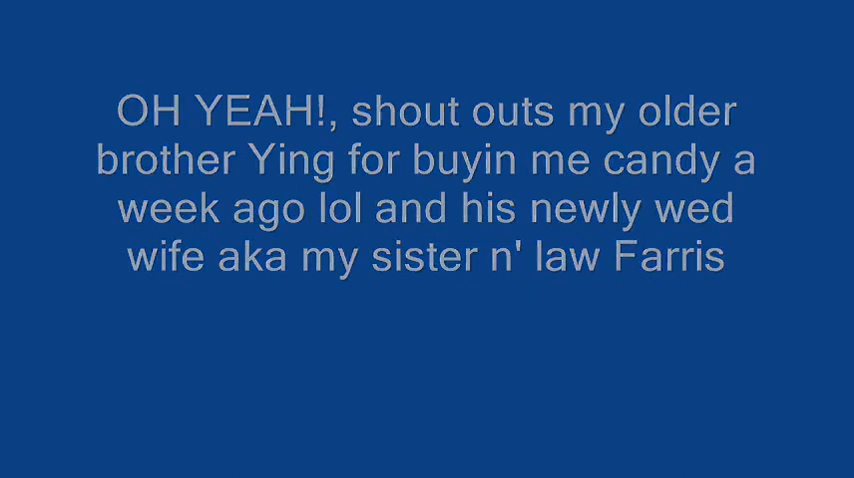 OH YEAH!, shout outs my older
brother Ying for buyin me candy a
week ago lol and his newly wed
wife aka my sister n' law Farris